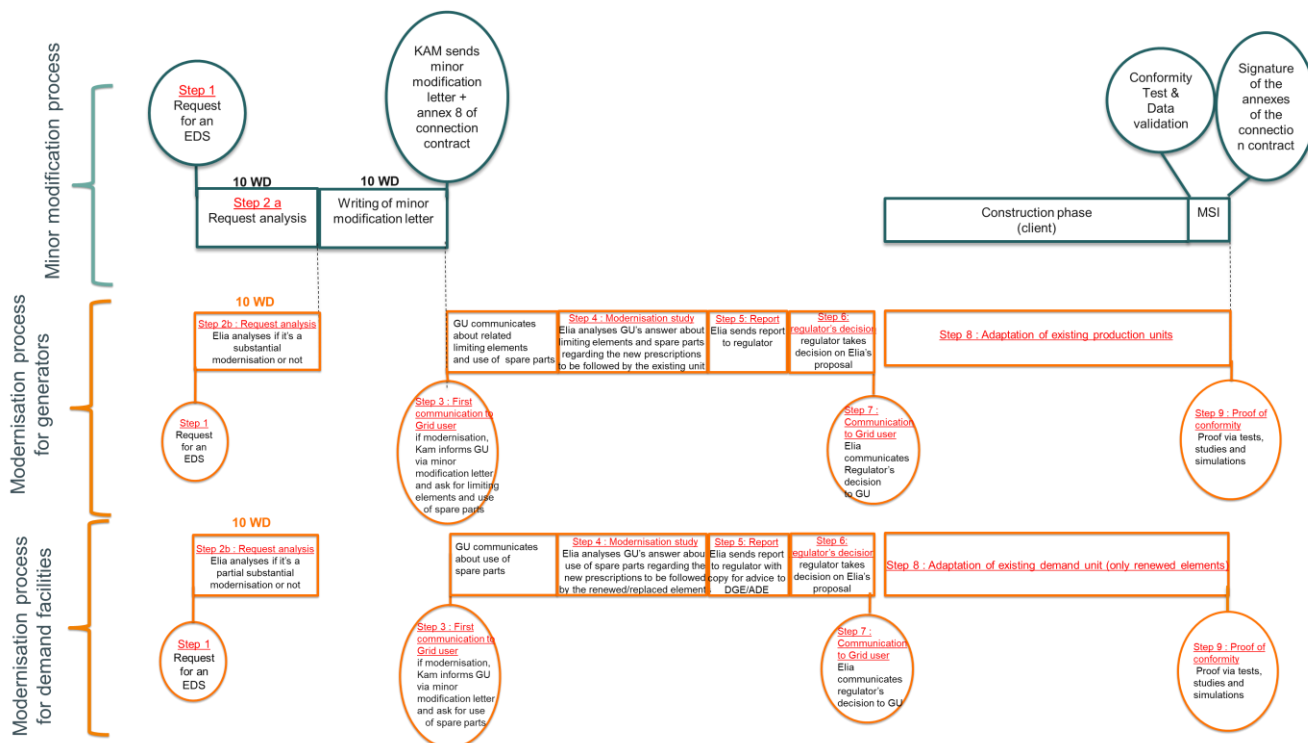 Minor modification process
Step 1
Request
for an
EDS
KAM sends
minor
modification
letter +
annex 8 of
connection
contract
Conformity
Test &
Data
validation
Signature
of the
annexes
of the
connectio
n contract
10 WD
10 WD
Step 2 a
Request analysis
Writing of minor
modification letter
Construction phase
(client)
MSI
Modernisation process
for generators
10 WD
Step 2b : Request analysis
Elia analyses if it's a
substantial
modernisation or not
Step 1
Request
for an
EDS
GU communicates
about related
limiting elements
and use of spare parts
Step 3 : First
communication to
Grid user
if modernisation,
Kam informs GU
via minor
modification letter
and ask for limiting
elements and use
of spare parts
Step 4 : Modernisation study
Elia analyses GU's answer about
limiting elements and spare parts
regarding the new prescriptions
to be followed by the existing unit
Step 5: Report
Elia sends report
to regulator
Step 6:
regulator's decision
regulator takes
decision on Elia's
proposal
Step 7 :
Communication
to Grid user
Elia
communicates
Regulator's
decision
to GU
Step 8 : Adaptation of existing production units
Step 9 : Proof of
conformity
Proof via tests,
studies and
simulations
Modernisation process
for demand facilities
10 WD
Step 2b : Request analysis
Elia analyses if it's a
partial substantial
modernisation or not
Step 1
Request
for an
EDS
GU communicates
about use of
spare parts
Step 3 : First
communication to
Grid user
if modernisation,
Kam informs GU
via minor
modification letter
and ask for use
of spare parts
Step 4 : Modernisation study
Elia analyses GU's answer abou
use of spare parts regarding the
new prescriptions to be followed
by the renewed/replaced elements
Step 5: Report
Elia sends report
to regulator with
copy for advice to
DGE/ADE
Step 6:
regulator's decision
regulator takes
decision on Elia's
proposal
Step 7 :
Communication
to Grid user
Elia
communicates
regulator's
decision to GU
Step 8 : Adaptation of existing demand unit (only renewed elements)
Step 9 : Proof of
conformity
Proof via tests,
studies and
simulations